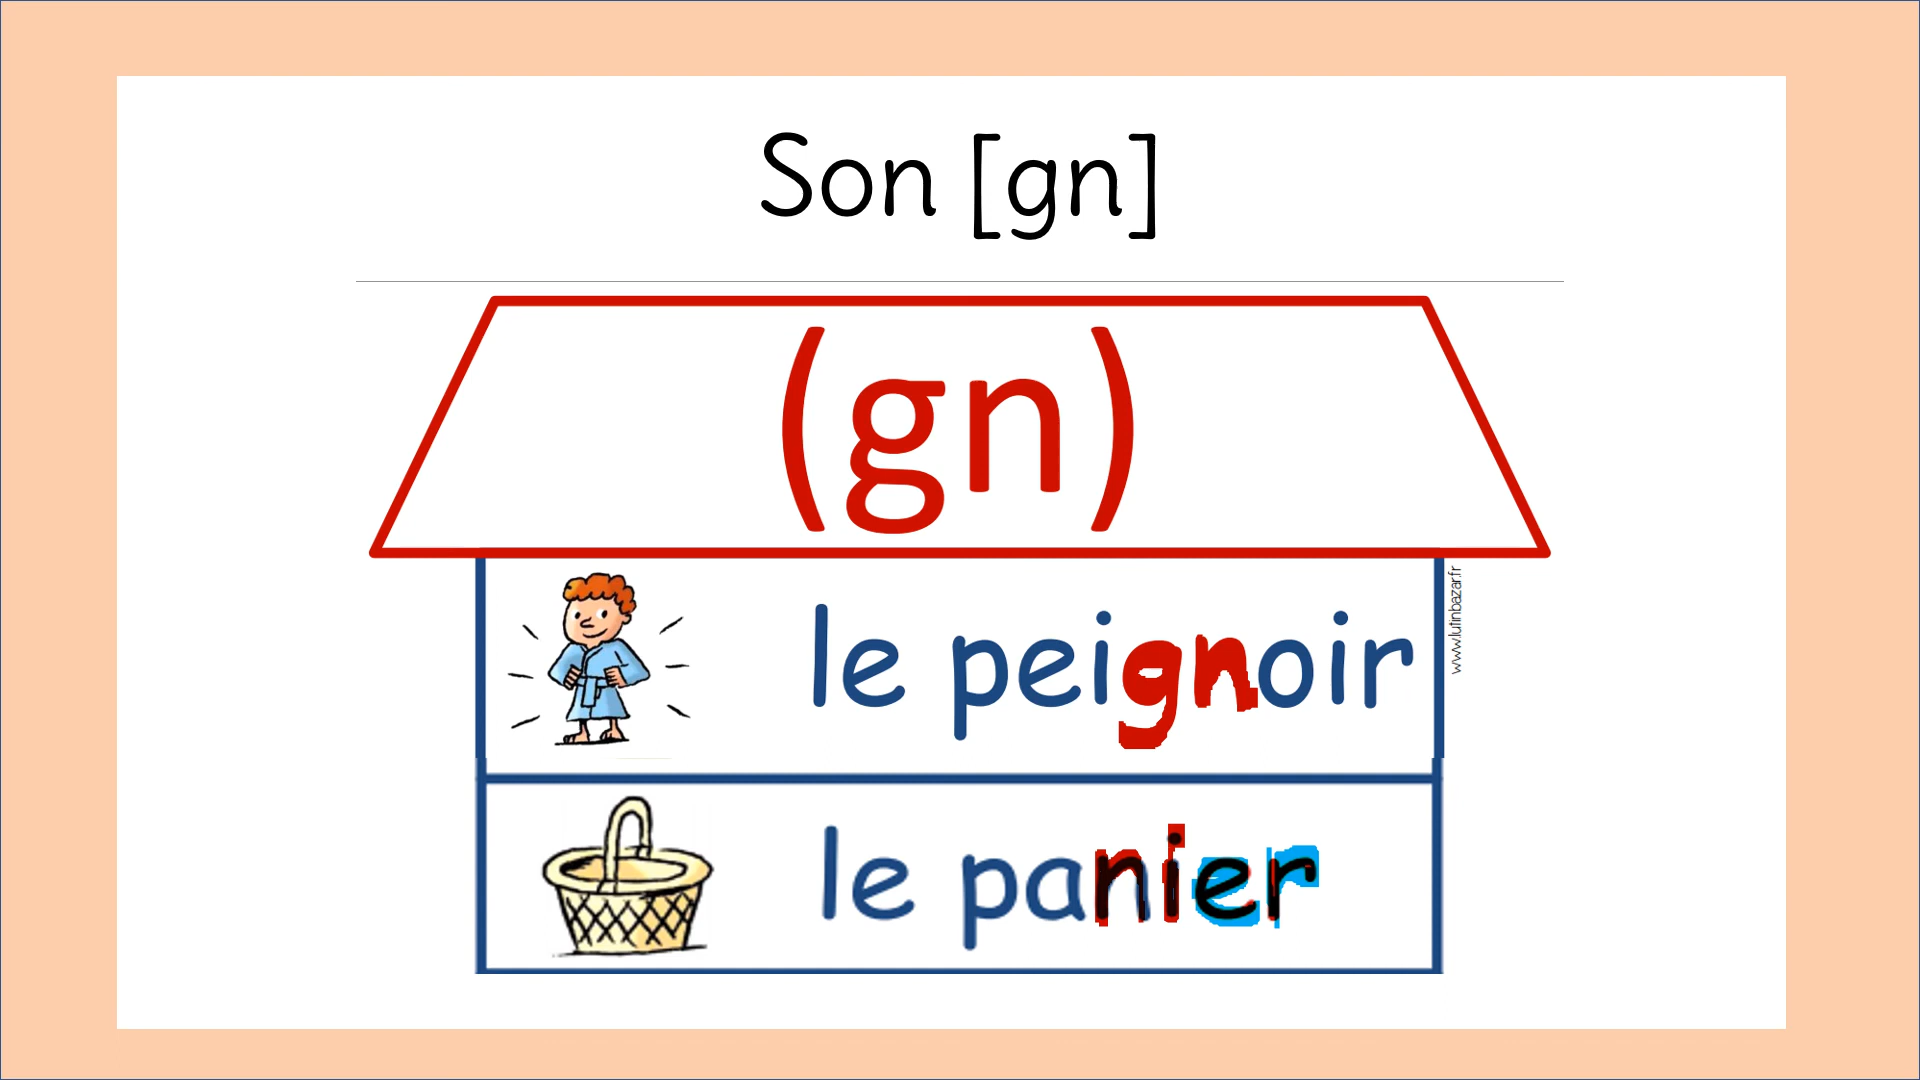 Son [gn]
(gn)
le peignoir
www.lutinbazar.fr
le panier